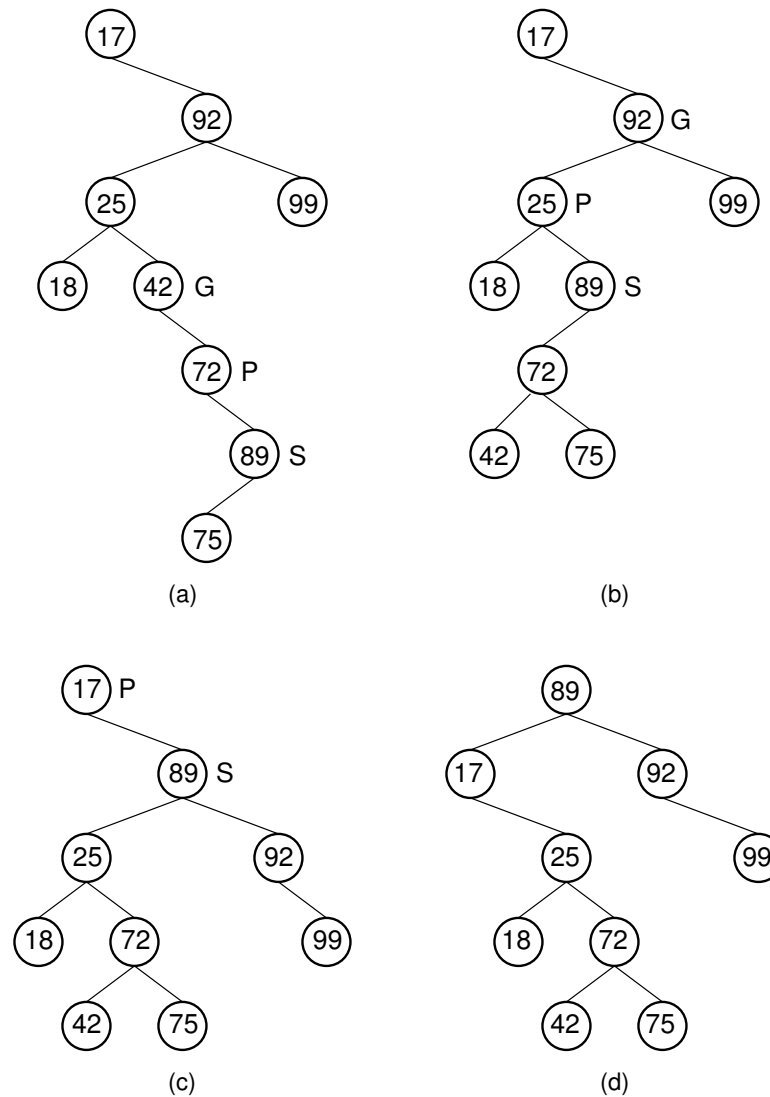 17 17
92 92 G
25 99 25 P 99
18 42 G 18 89 S
72 P 72
89 S 42 75
75
(a) (b)
17 P 89
89 S 17 92
25 92 25 99
18 72 99 18 72
42 75 42 75
(c) (d)